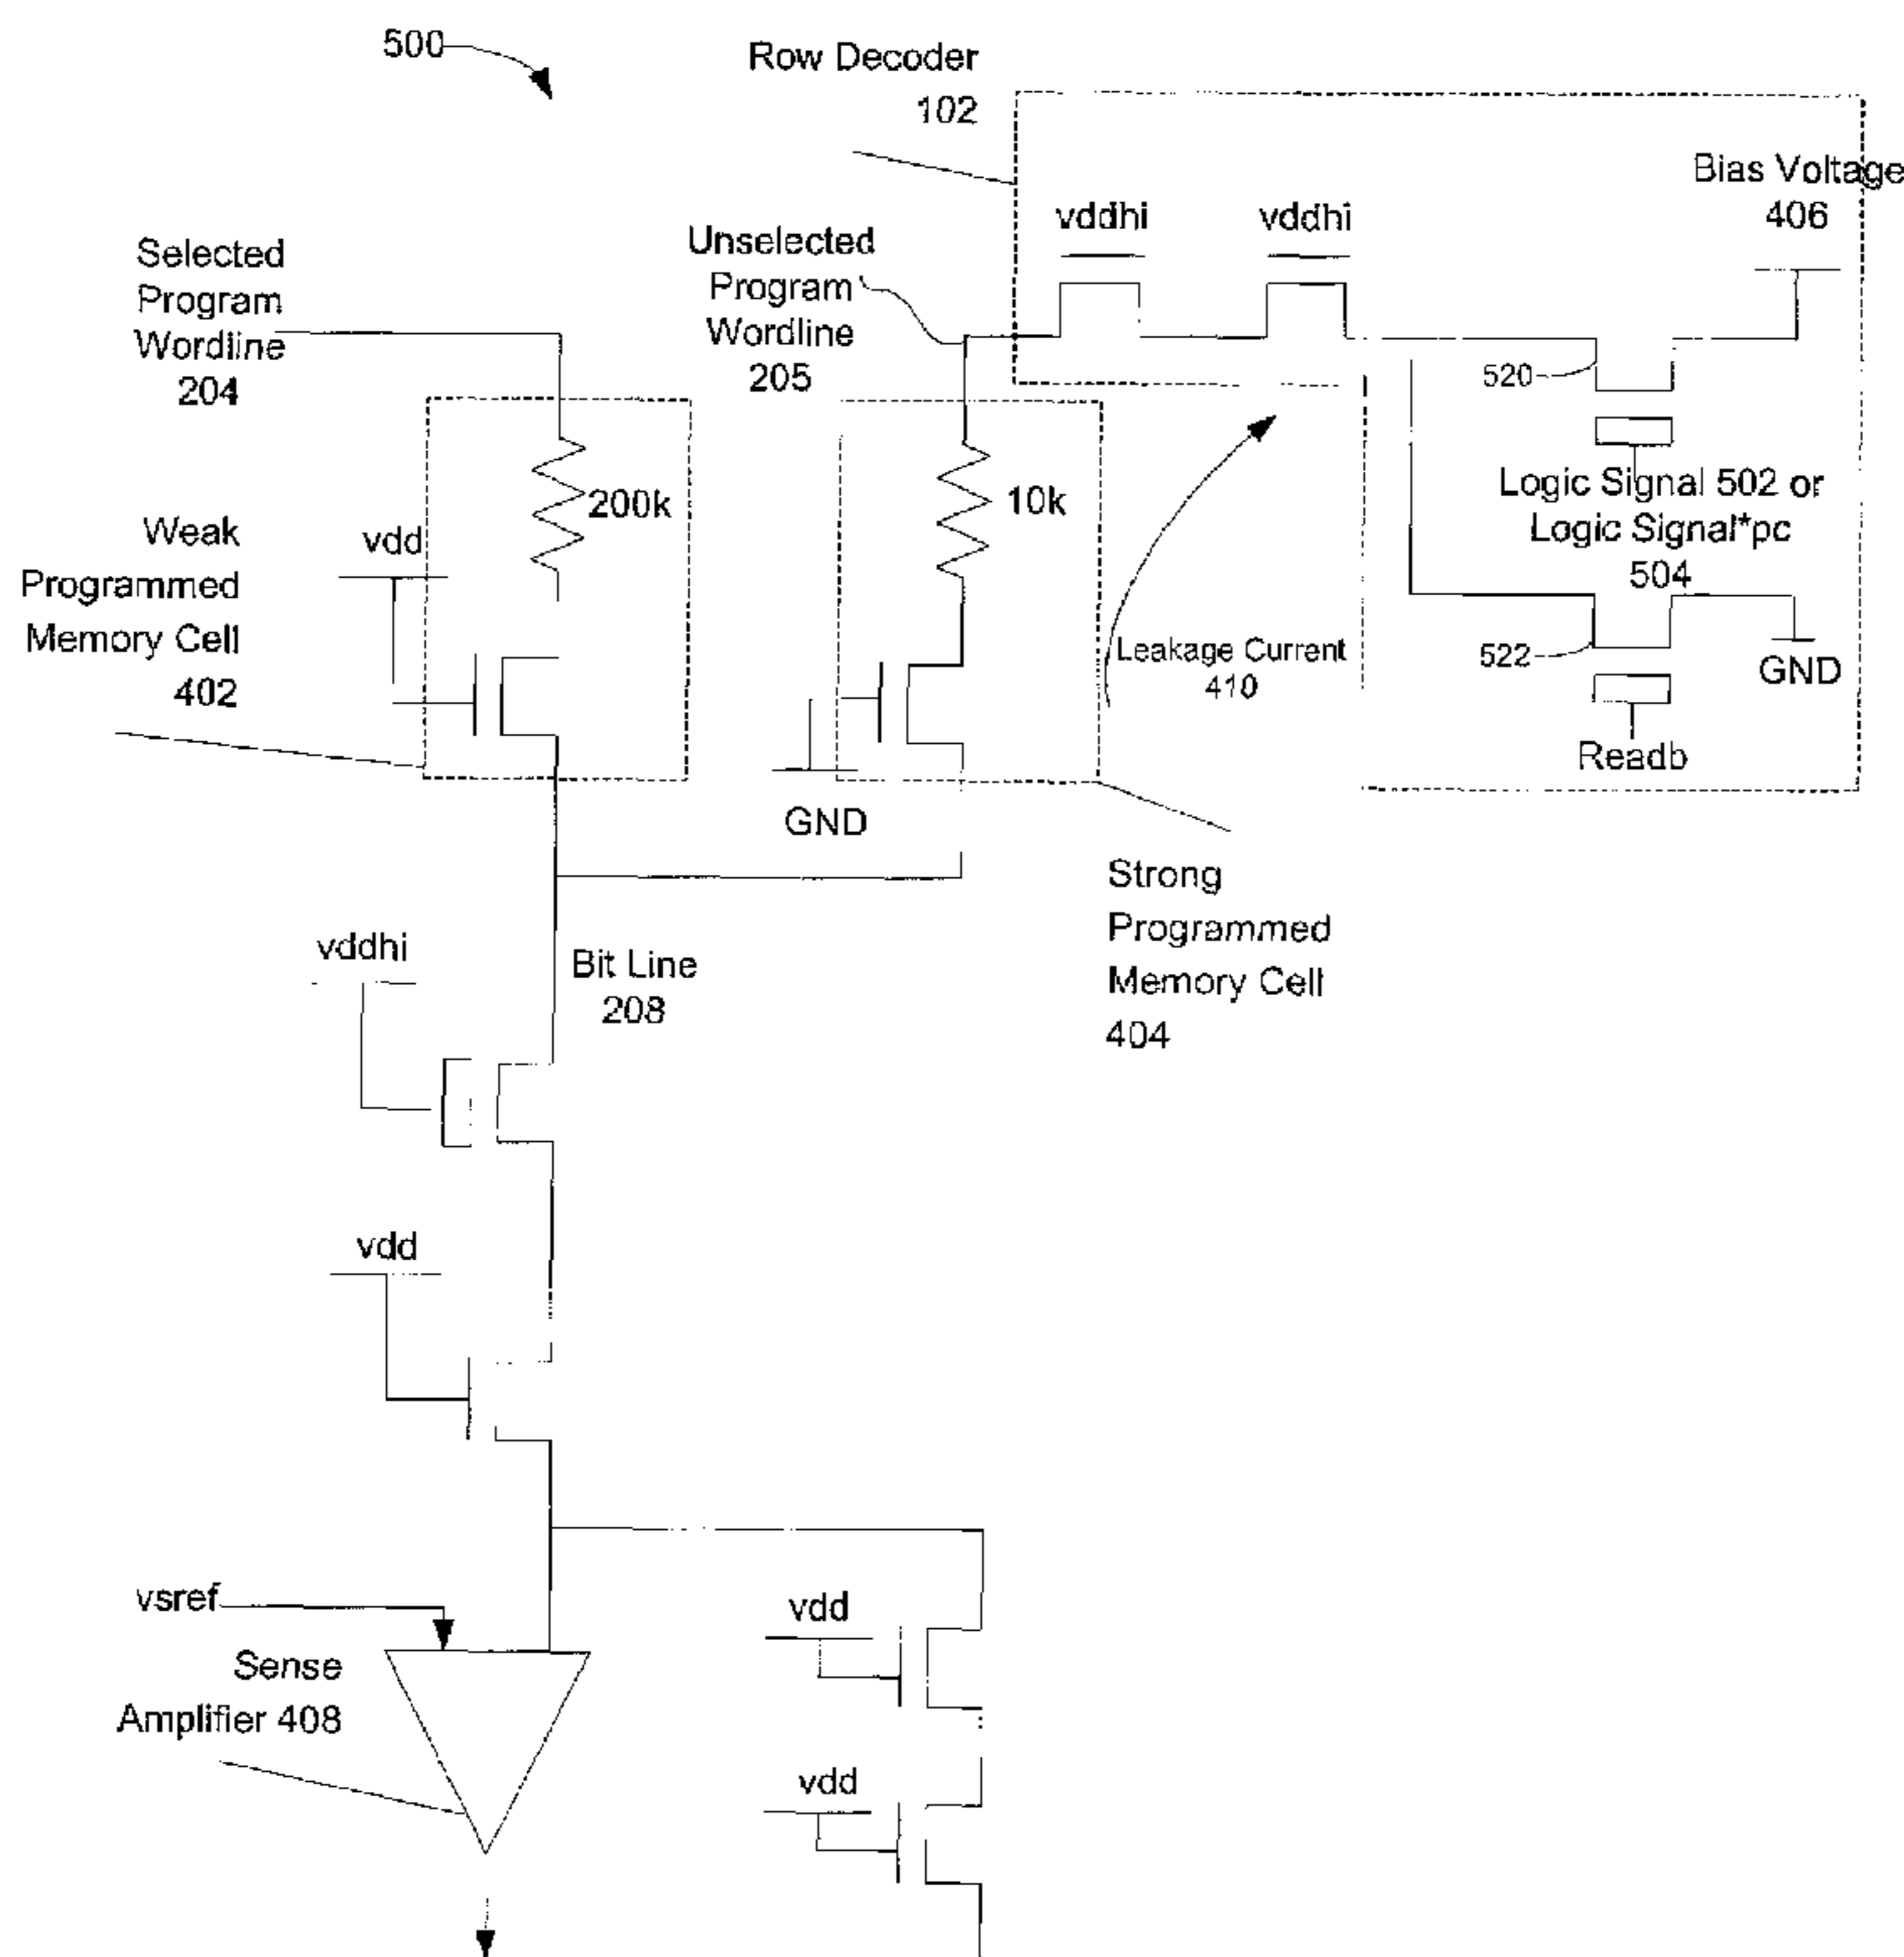 500
Row Decoder
102
Bias Voltage
406
vddhi
vddhi
Selected
Program
Wordline
204
Unselected
Program
Wordline
205
520
Logic Signal 502 or
Logic Signal*pc
504
200k
10k
Weak
Programmed
Memory Cell
402
vdd
Leakage Current
410
522
GND
Readb
GND
Strong
Programmed
Memory Cell
404
vddhi
Bit Line
208
vdd
vsref
Sense
Amplifier 408
vdd
vdd